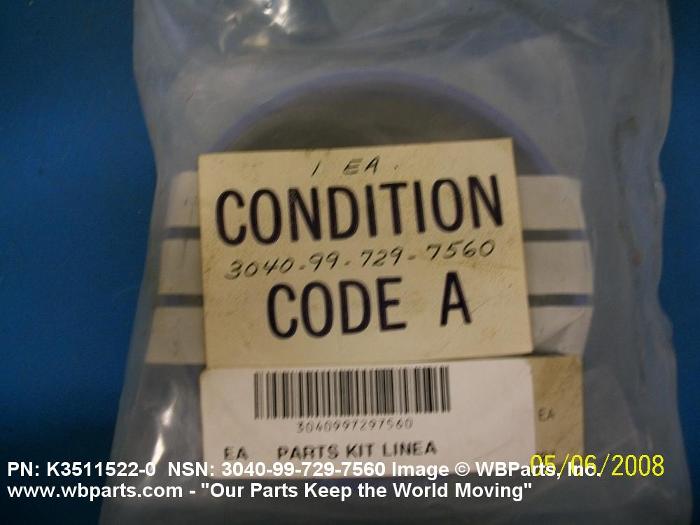 1 EA.
CONDITION
3040-99-729-7560
CODE A
3040997297560
EA
EA PARTS KIT LINEA
05/06/2008
PN: K3511522-0 NSN: 3040-99-729-7560 Image © WBParts, Inc.
www.wbparts.com - "Our Parts Keep the World Moving"